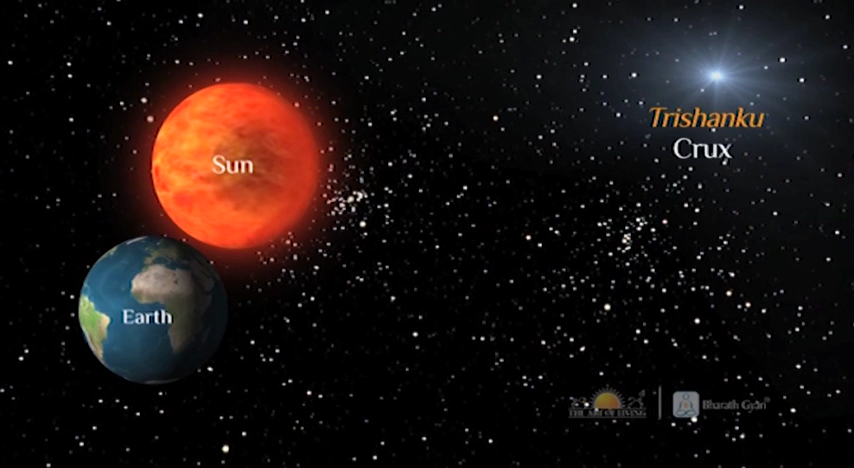 Sun
Earth
Trishanku
Crux
THE ART OF LIVING
Bharath Gyan